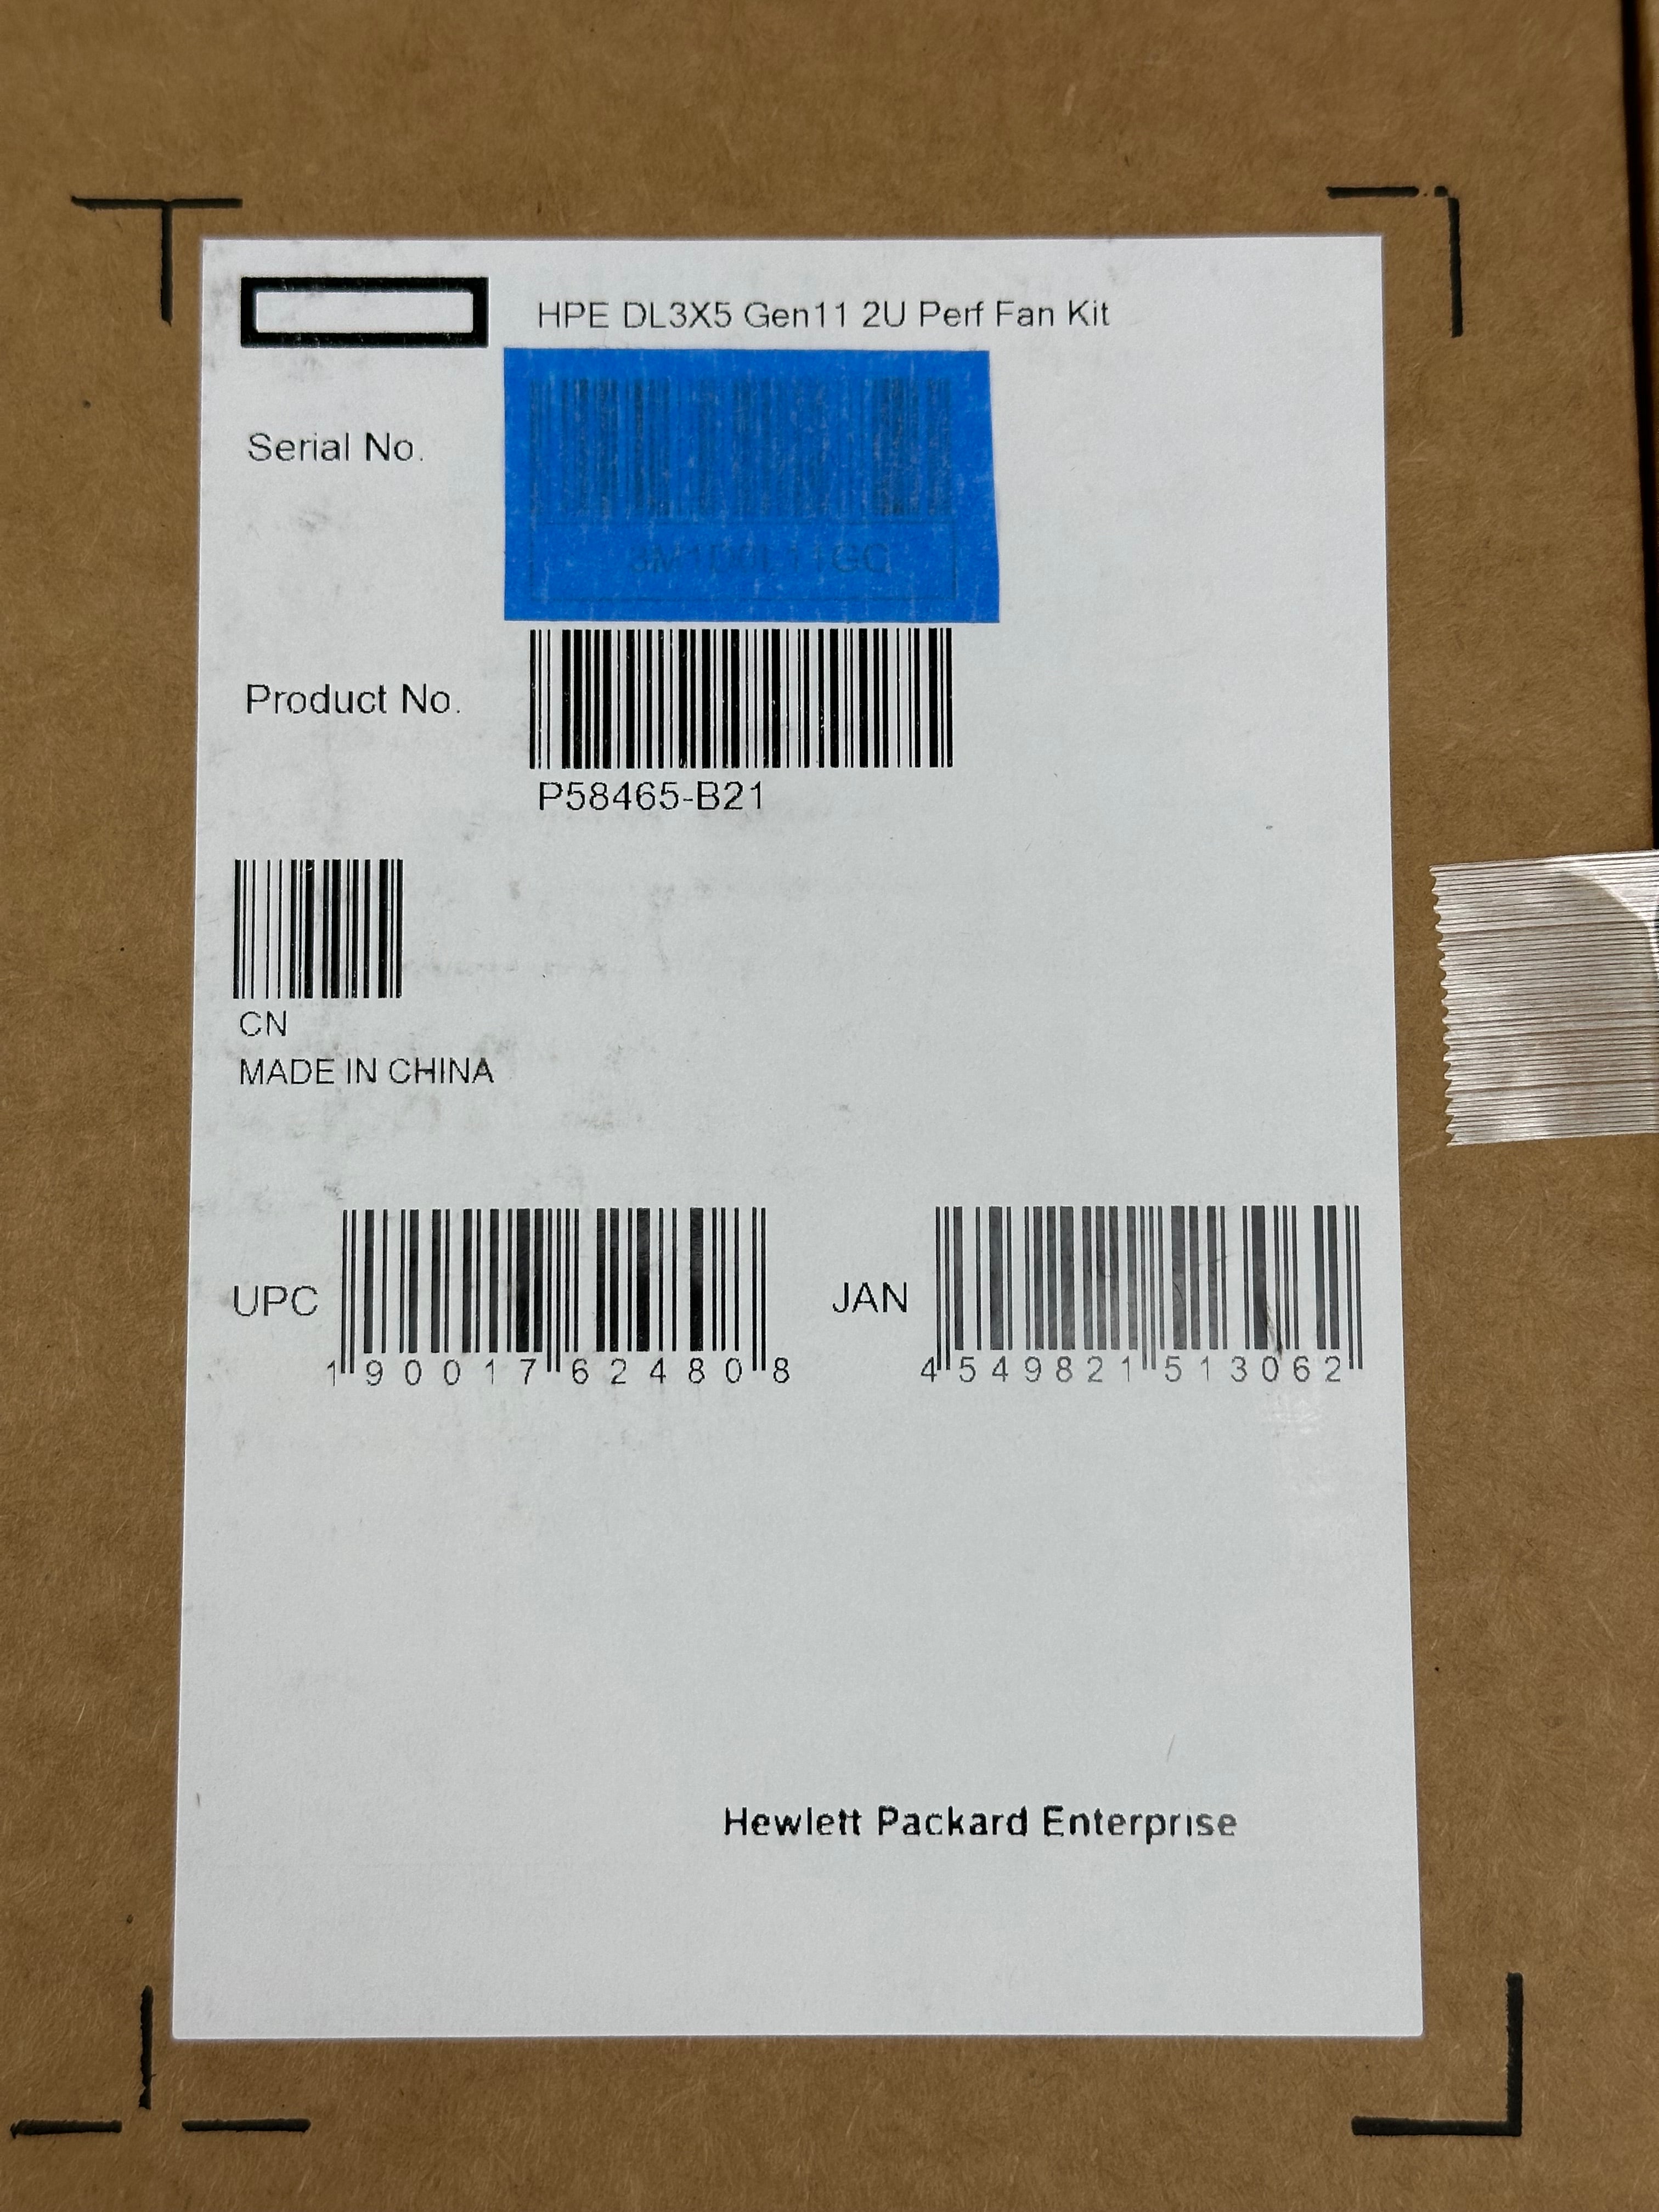 HPE DL3X5 Gen11 2U Perf Fan Kit
Serial No.
Product No.
P58465-B21
CN
MADE IN CHINA
UPC
1 90017 62480 8
JAN
4 549821 513062
Hewlett Packard Enterprise